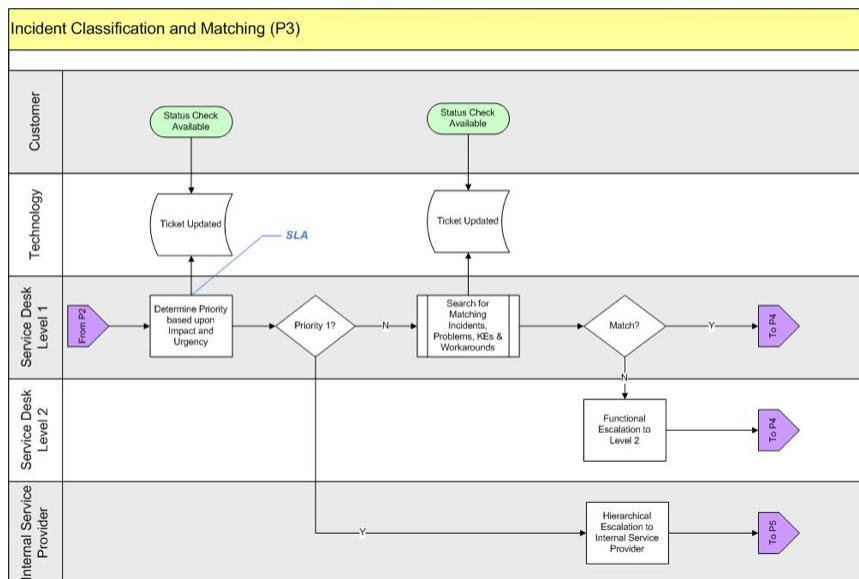 Incident Classification and Matching (P3)
Customer
Status Check
Available
Status Check
Available
Technology
Ticket Updated
Ticket Updated
SLA
Service Desk
Level 1
From P2
Determine Priority
based upon
Impact and
Urgency
Priority 1?
N
Search for
Matching
Incidents,
Problems, KEs &
Workarounds
Match?
Y
To P4
N
Service Desk
Level 2
Functional
Escalation to
Level 2
To P4
Internal Service
Provider
Y
Hierarchical
Escalation to
Internal Service
Provider
To P5